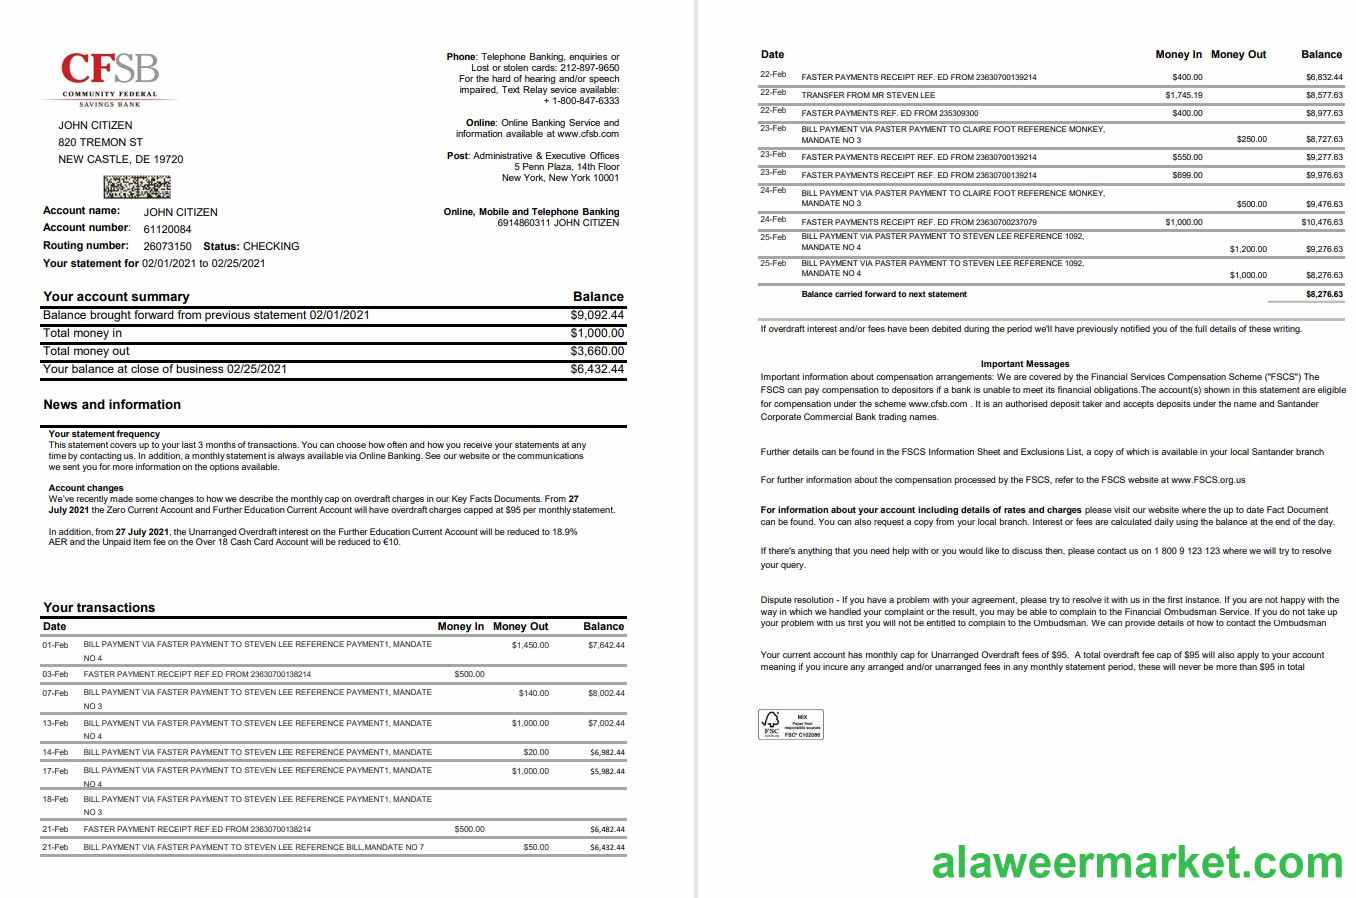 CFSB
COMMUNITY FEDERAL
SAVINGS BANK
Phone: Telephone Banking, enquiries or
Lost or stolen cards: 212-897-9650
For the hard of hearing and/or speech
impaired, Text Relay sevice available:
+ 1-800-847-6333
Online: Online Banking Service and
information available at www.cfsb.com
Post: Administrative & Executive Offices
5 Penn Plaza, 14th Floor
New York, New York 10001
Online, Mobile and Telephone Banking
6914860311 JOHN CITIZEN
JOHN CITIZEN
820 TREMON ST
NEW CASTLE, DE 19720
Account name: JOHN CITIZEN
Account number: 61120084
Routing number: 26073150 Status: CHECKING
Your statement for 02/01/2021 to 02/25/2021
Your account summary Balance
Balance brought forward from previous statement 02/01/2021 $9,092.44
Total money in $1,000.00
Total money out $3,660.00
Your balance at close of business 02/25/2021 $6,432.44
News and information
Your statement frequency
This statement covers up to your last 3 months of transactions. You can choose how often and how you receive your statements at any
time by contacting us. In addition, a monthly statement is always available via Online Banking. See our website or the communications
we sent you for more information on the options available.
Account changes
We've recently made some changes to how we describe the monthly cap on overdraft charges in our Key Facts Documents. From 27
July 2021 the Zero Current Account and Further Education Current Account will have overdraft charges capped at $95 per monthly statement.
In addition, from 27 July 2021, the Unarranged Overdraft interest on the Further Education Current Account will be reduced to 18.9%
AER and the Unpaid Item fee on the Over 18 Cash Card Account will be reduced to €10.
Your transactions
Date Money In Money Out Balance
01-Feb BILL PAYMENT VIA FASTER PAYMENT TO STEVEN LEE REFERENCE PAYMENT1, MANDATE $1,450.00 $7,642.44
NO 4
03-Feb FASTER PAYMENT RECEIPT REF.ED FROM 23630700138214 $500.00
07-Feb BILL PAYMENT VIA FASTER PAYMENT TO STEVEN LEE REFERENCE PAYMENT1, MANDATE $140.00 $8,002.44
NO 3
13-Feb BILL PAYMENT VIA FASTER PAYMENT TO STEVEN LEE REFERENCE PAYMENT1, MANDATE $1,000.00 $7,002.44
NO 4
14-Feb BILL PAYMENT VIA FASTER PAYMENT TO STEVEN LEE REFERENCE PAYMENT1, MANDATE $20.00 $6,982.44
17-Feb BILL PAYMENT VIA FASTER PAYMENT TO STEVEN LEE REFERENCE PAYMENT1, MANDATE $1,000.00 $5,982.44
NO 4
18-Feb BILL PAYMENT VIA FASTER PAYMENT TO STEVEN LEE REFERENCE PAYMENT1, MANDATE
NO 3
21-Feb FASTER PAYMENT RECEIPT REF.ED FROM 23630700138214 $500.00 $6,482.44
21-Feb BILL PAYMENT VIA FASTER PAYMENT TO STEVEN LEE REFERENCE BILL,MANDATE NO 7 $50.00 $6,432.44
Date Money In Money Out Balance
22-Feb FASTER PAYMENTS RECEIPT REF. ED FROM 23630700139214 $400.00 $6,832.44
22-Feb TRANSFER FROM MR STEVEN LEE $1,745.19 $8,577.63
22-Feb FASTER PAYMENTS REF. ED FROM 235309300 $400.00 $8,977.63
23-Feb BILL PAYMENT VIA PASTER PAYMENT TO CLAIRE FOOT REFERENCE MONKEY,
MANDATE NO 3 $250.00 $8,727.63
23-Feb FASTER PAYMENTS RECEIPT REF. ED FROM 23630700139214 $550.00 $9,277.63
23-Feb FASTER PAYMENTS RECEIPT REF. ED FROM 23630700139214 $699.00 $9,976.63
24-Feb BILL PAYMENT VIA PASTER PAYMENT TO CLAIRE FOOT REFERENCE MONKEY,
MANDATE NO 3 $500.00 $9,476.63
24-Feb FASTER PAYMENTS RECEIPT REF. ED FROM 23630700237079 $1,000.00 $10,476.63
25-Feb BILL PAYMENT VIA PASTER PAYMENT TO STEVEN LEE REFERENCE 1092,
MANDATE NO 4 $1,200.00 $9,276.63
25-Feb BILL PAYMENT VIA PASTER PAYMENT TO STEVEN LEE REFERENCE 1092,
MANDATE NO 4 $1,000.00 $8,276.63
Balance carried forward to next statement $8,276.63
If overdraft interest and/or fees have been debited during the period we'll have previously notified you of the full details of these writing.
Important Messages
Important information about compensation arrangements: We are covered by the Financial Services Compensation Scheme ("FSCS") The
FSCS can pay compensation to depositors if a bank is unable to meet its financial obligations.The account(s) shown in this statement are eligible
for compensation under the scheme www.cfsb.com . It is an authorised deposit taker and accepts deposits under the name and Santander
Corporate Commercial Bank trading names.
Further details can be found in the FSCS Information Sheet and Exclusions List, a copy of which is available in your local Santander branch
For further information about the compensation processed by the FSCS, refer to the FSCS website at www.FSCS.org.us
For information about your account including details of rates and charges please visit our website where the up to date Fact Document
can be found. You can also request a copy from your local branch. Interest or fees are calculated daily using the balance at the end of the day.
If there's anything that you need help with or you would like to discuss then, please contact us on 1 800 9 123 123 where we will try to resolve
your query.
Dispute resolution - If you have a problem with your agreement, please try to resolve it with us in the first instance. If you are not happy with the
way in which we handled your complaint or the result, you may be able to complain to the Financial Ombudsman Service. If you do not take up
your problem with us first you will not be entitled to complain to the Ombudsman. We can provide details of how to contact the Ombudsman
Your current account has monthly cap for Unarranged Overdraft fees of $95. A total overdraft fee cap of $95 will also apply to your account
meaning if you incure any arranged and/or unarranged fees in any monthly statement period, these will never be more than $95 in total
FSC
MIX
Paper from
responsible sources
FSC® C102086
alaweermarket.com